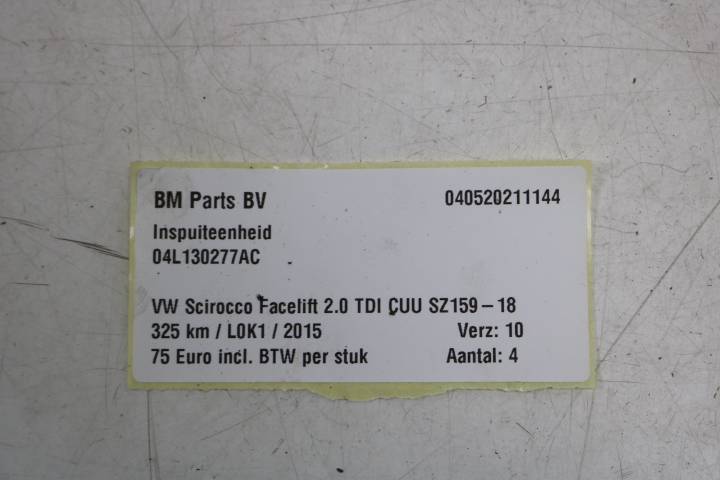 BM Parts BV 040520211144
Inspuiteenheid
04L130277AC
VW Scirocco Facelift 2.0 TDI CUU SZ159 – 18
325 km / L0K1 / 2015 Verz: 10
75 Euro incl. BTW per stuk Aantal: 4